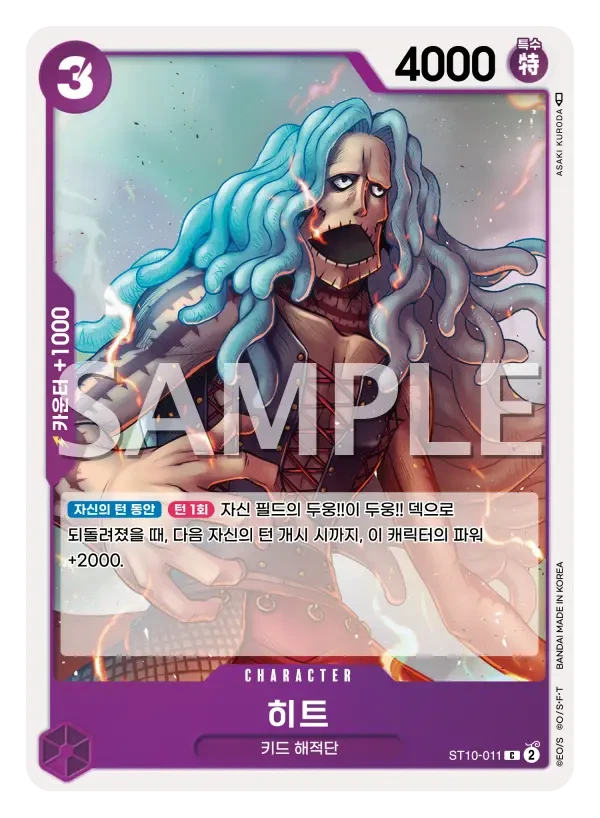 3
4000
특수
特
ASAKI KURODA
카운터 +1000
SAMPLE
자신의 턴 동안 턴 1회 자신 필드의 두웅!!이 두웅!! 덱으로
되돌려졌을 때, 다음 자신의 턴 개시 시까지, 이 캐릭터의 파워
+2000.
CHARACTER
히트
키드 해적단
ST10-011 C 2
©EO/S ©O/S·F·T BANDAI MADE IN KOREA